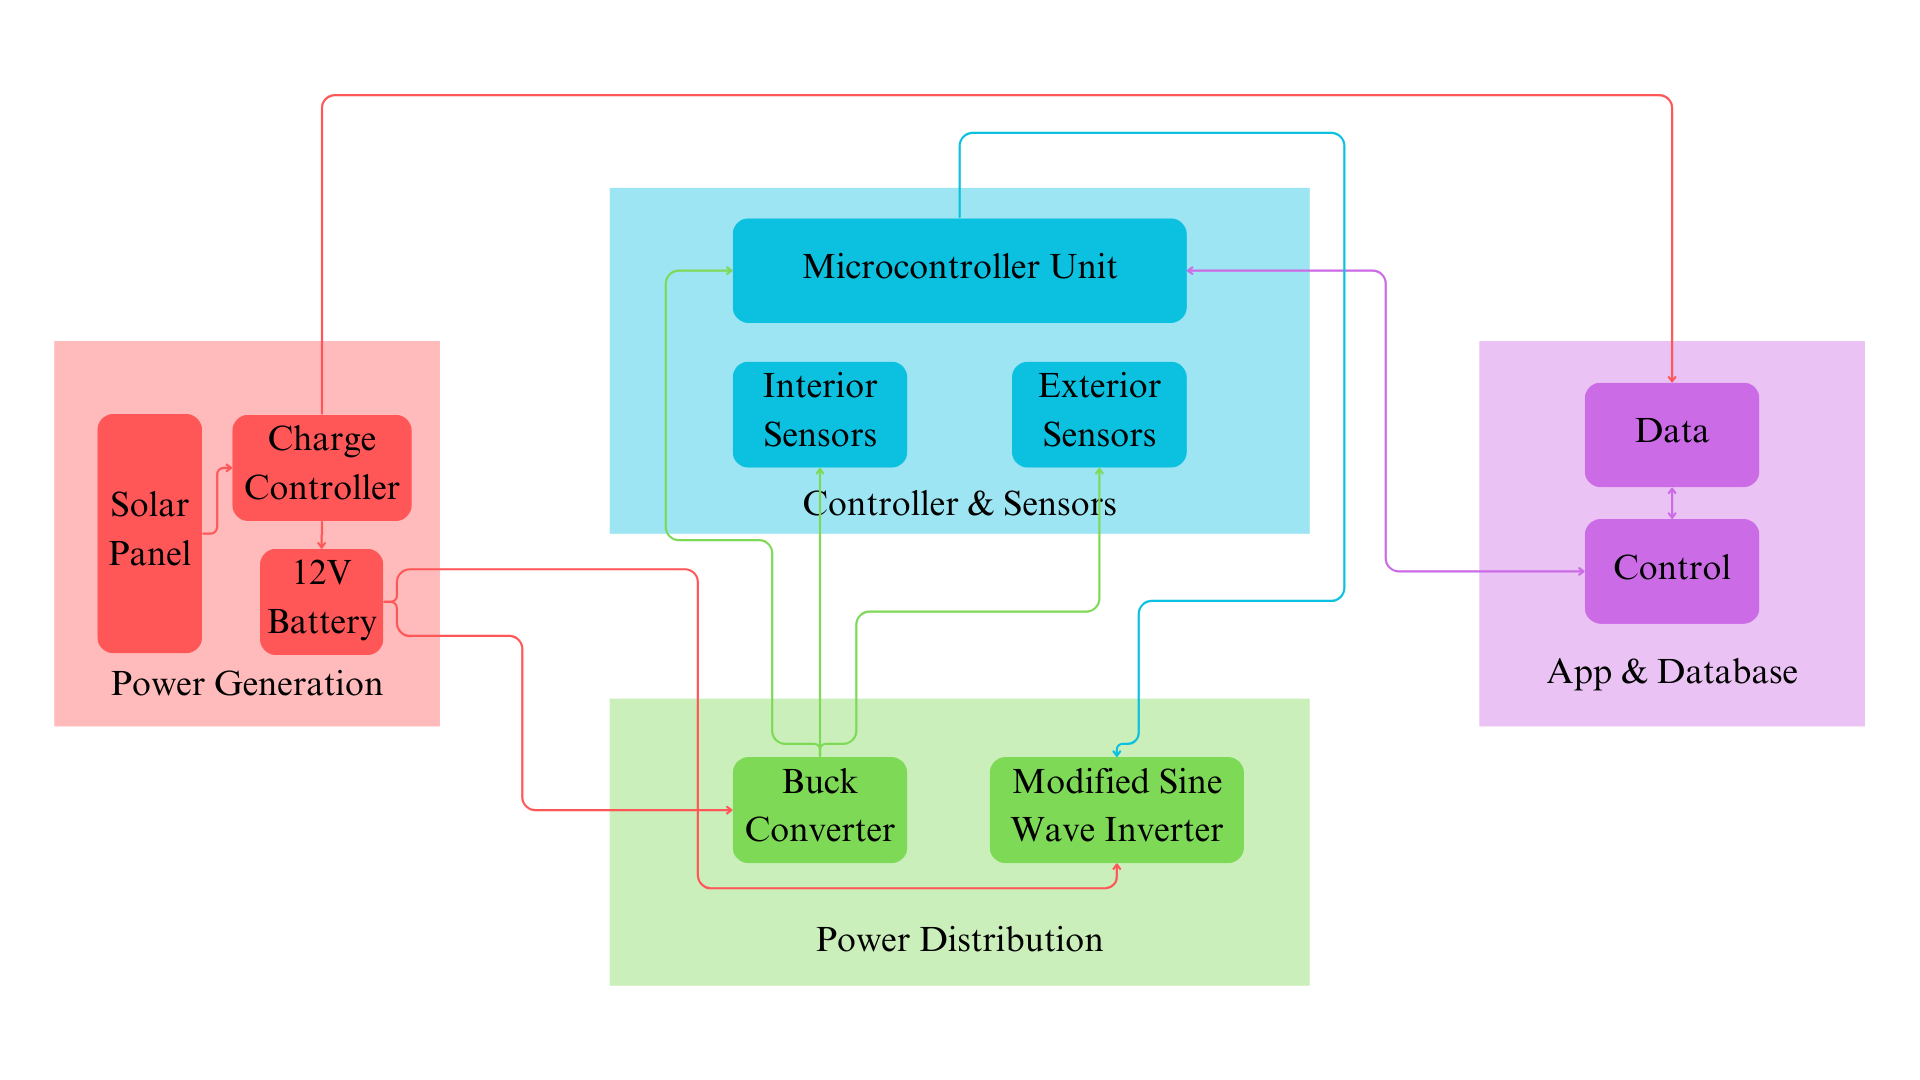 Microcontroller Unit
Interior
Sensors
Exterior
Sensors
Controller & Sensors
Solar
Panel
Charge
Controller
12V
Battery
Power Generation
Data
Control
App & Database
Buck
Converter
Modified Sine
Wave Inverter
Power Distribution